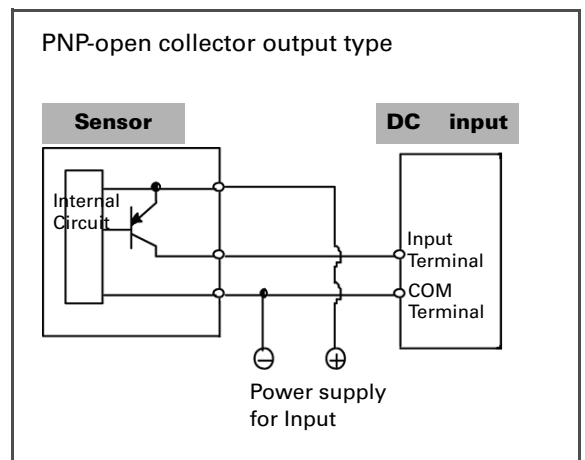 PNP-open collector output type
Sensor
DC input
Internal
Circuit
Input
Terminal
COM
Terminal
Power supply
for Input